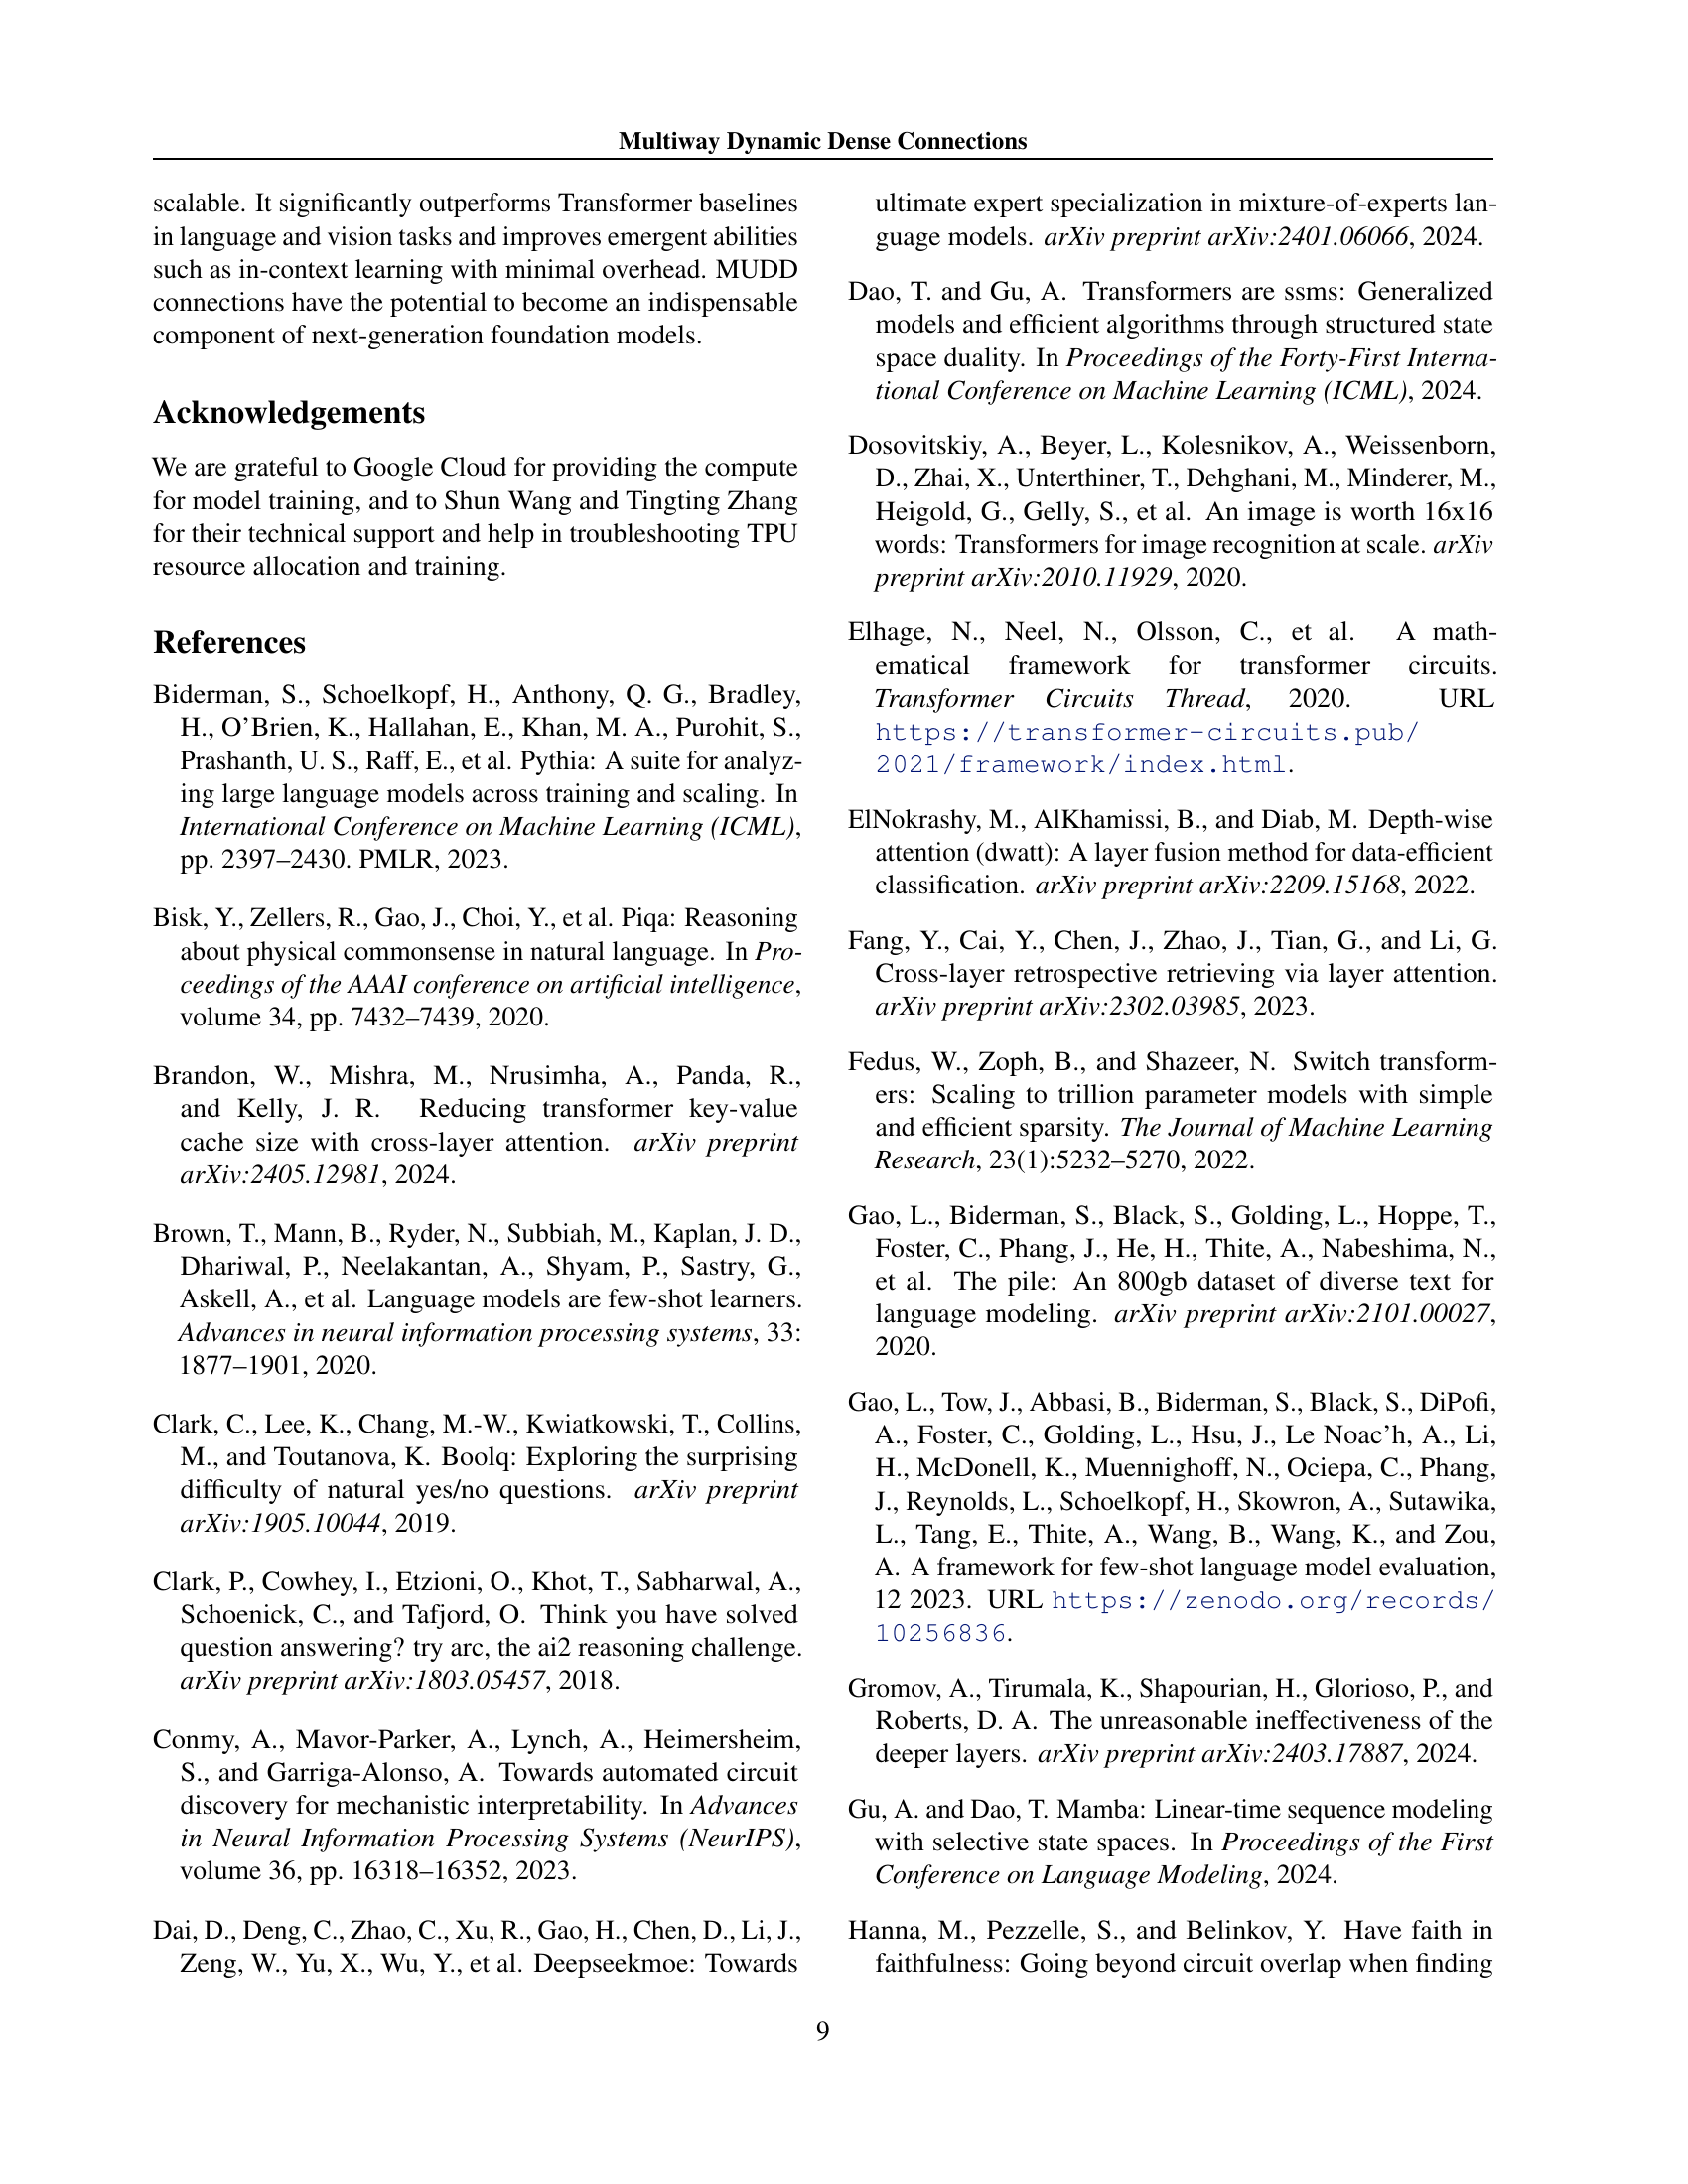 Multiway Dynamic Dense Connections
scalable. It significantly outperforms Transformer baselines
in language and vision tasks and improves emergent abilities
such as in-context learning with minimal overhead. MUDD
connections have the potential to become an indispensable
component of next-generation foundation models.
Acknowledgements
We are grateful to Google Cloud for providing the compute
for model training, and to Shun Wang and Tingting Zhang
for their technical support and help in troubleshooting TPU
resource allocation and training.
References
Biderman, S., Schoelkopf, H., Anthony, Q. G., Bradley,
H., O’Brien, K., Hallahan, E., Khan, M. A., Purohit, S.,
Prashanth, U. S., Raff, E., et al. Pythia: A suite for analyz-
ing large language models across training and scaling. In
International Conference on Machine Learning (ICML),
pp. 2397–2430. PMLR, 2023.
Bisk, Y., Zellers, R., Gao, J., Choi, Y., et al. Piqa: Reasoning
about physical commonsense in natural language. In Pro-
ceedings of the AAAI conference on artificial intelligence,
volume 34, pp. 7432–7439, 2020.
Brandon, W., Mishra, M., Nrusimha, A., Panda, R.,
and Kelly, J. R. Reducing transformer key-value
cache size with cross-layer attention. arXiv preprint
arXiv:2405.12981, 2024.
Brown, T., Mann, B., Ryder, N., Subbiah, M., Kaplan, J. D.,
Dhariwal, P., Neelakantan, A., Shyam, P., Sastry, G.,
Askell, A., et al. Language models are few-shot learners.
Advances in neural information processing systems, 33:
1877–1901, 2020.
Clark, C., Lee, K., Chang, M.-W., Kwiatkowski, T., Collins,
M., and Toutanova, K. Boolq: Exploring the surprising
difficulty of natural yes/no questions. arXiv preprint
arXiv:1905.10044, 2019.
Clark, P., Cowhey, I., Etzioni, O., Khot, T., Sabharwal, A.,
Schoenick, C., and Tafjord, O. Think you have solved
question answering? try arc, the ai2 reasoning challenge.
arXiv preprint arXiv:1803.05457, 2018.
Conmy, A., Mavor-Parker, A., Lynch, A., Heimersheim,
S., and Garriga-Alonso, A. Towards automated circuit
discovery for mechanistic interpretability. In Advances
in Neural Information Processing Systems (NeurIPS),
volume 36, pp. 16318–16352, 2023.
Dai, D., Deng, C., Zhao, C., Xu, R., Gao, H., Chen, D., Li, J.,
Zeng, W., Yu, X., Wu, Y., et al. Deepseekmoe: Towards
ultimate expert specialization in mixture-of-experts lan-
guage models. arXiv preprint arXiv:2401.06066, 2024.
Dao, T. and Gu, A. Transformers are ssms: Generalized
models and efficient algorithms through structured state
space duality. In Proceedings of the Forty-First Interna-
tional Conference on Machine Learning (ICML), 2024.
Dosovitskiy, A., Beyer, L., Kolesnikov, A., Weissenborn,
D., Zhai, X., Unterthiner, T., Dehghani, M., Minderer, M.,
Heigold, G., Gelly, S., et al. An image is worth 16x16
words: Transformers for image recognition at scale. arXiv
preprint arXiv:2010.11929, 2020.
Elhage, N., Neel, N., Olsson, C., et al. A math-
ematical framework for transformer circuits.
Transformer Circuits Thread, 2020. URL
https://transformer-circuits.pub/
2021/framework/index.html.
ElNokrashy, M., AlKhamissi, B., and Diab, M. Depth-wise
attention (dwatt): A layer fusion method for data-efficient
classification. arXiv preprint arXiv:2209.15168, 2022.
Fang, Y., Cai, Y., Chen, J., Zhao, J., Tian, G., and Li, G.
Cross-layer retrospective retrieving via layer attention.
arXiv preprint arXiv:2302.03985, 2023.
Fedus, W., Zoph, B., and Shazeer, N. Switch transform-
ers: Scaling to trillion parameter models with simple
and efficient sparsity. The Journal of Machine Learning
Research, 23(1):5232–5270, 2022.
Gao, L., Biderman, S., Black, S., Golding, L., Hoppe, T.,
Foster, C., Phang, J., He, H., Thite, A., Nabeshima, N.,
et al. The pile: An 800gb dataset of diverse text for
language modeling. arXiv preprint arXiv:2101.00027,
2020.
Gao, L., Tow, J., Abbasi, B., Biderman, S., Black, S., DiPofi,
A., Foster, C., Golding, L., Hsu, J., Le Noac’h, A., Li,
H., McDonell, K., Muennighoff, N., Ociepa, C., Phang,
J., Reynolds, L., Schoelkopf, H., Skowron, A., Sutawika,
L., Tang, E., Thite, A., Wang, B., Wang, K., and Zou,
A. A framework for few-shot language model evaluation,
12 2023. URL https://zenodo.org/records/
10256836.
Gromov, A., Tirumala, K., Shapourian, H., Glorioso, P., and
Roberts, D. A. The unreasonable ineffectiveness of the
deeper layers. arXiv preprint arXiv:2403.17887, 2024.
Gu, A. and Dao, T. Mamba: Linear-time sequence modeling
with selective state spaces. In Proceedings of the First
Conference on Language Modeling, 2024.
Hanna, M., Pezzelle, S., and Belinkov, Y. Have faith in
faithfulness: Going beyond circuit overlap when finding
9